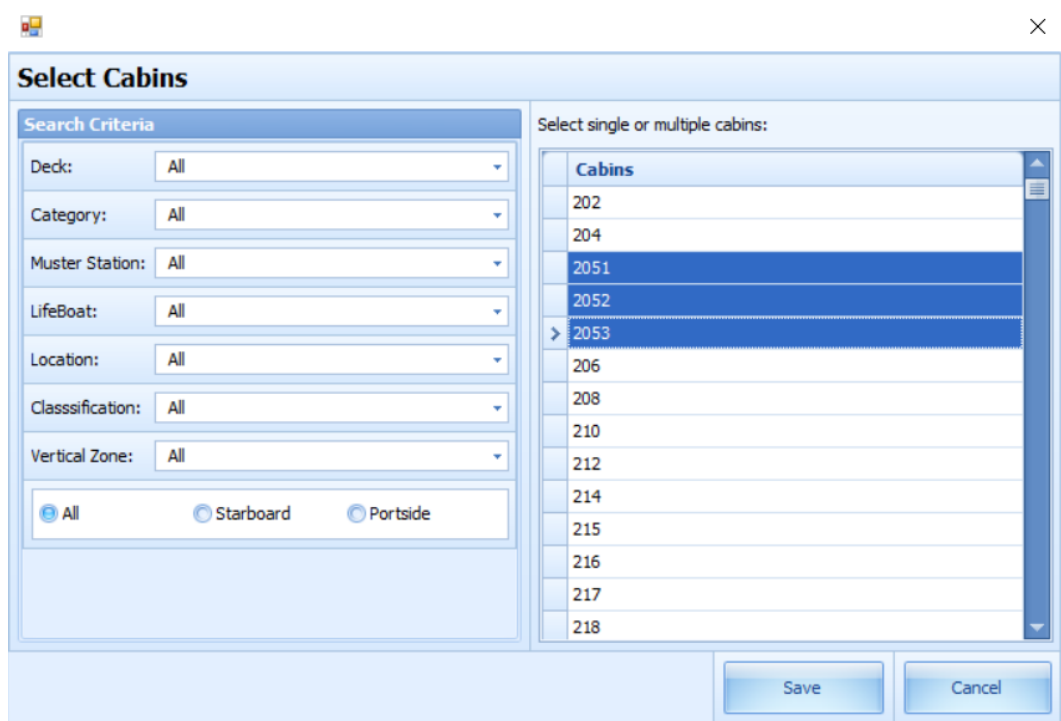 Select Cabins
Search Criteria
Deck: All
Category: All
Muster Station: All
LifeBoat: All
Location: All
Classsification: All
Vertical Zone: All
All Starboard Portside
Select single or multiple cabins:
Cabins
202
204
2051
2052
2053
206
208
210
212
214
215
216
217
218
Save Cancel